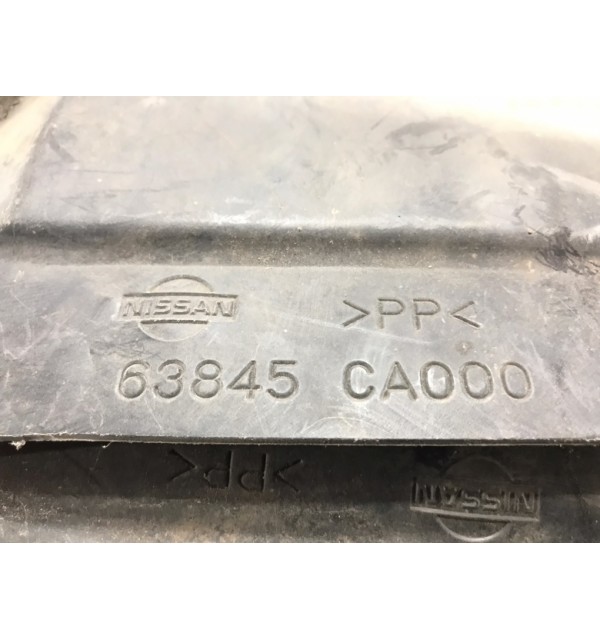 NISSAN >PP<
63845 CA000
>PP<
NISSAN